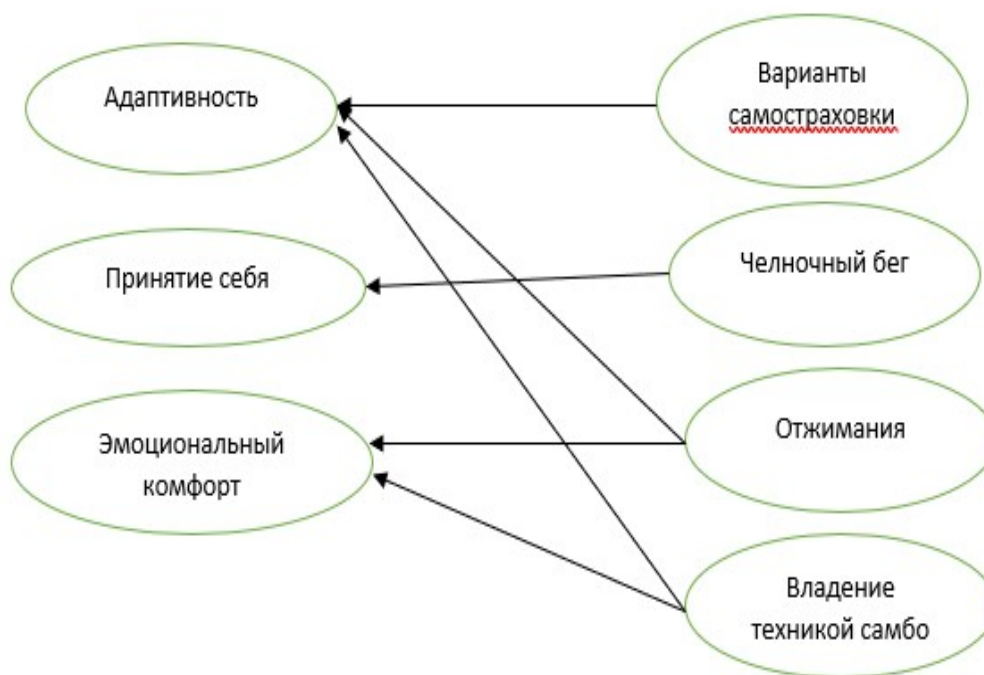 Адаптивность
Принятие себя
Эмоциональный
комфорт
Варианты
самостраховки
Челночный бег
Отжимания
Владение
техникой самбо